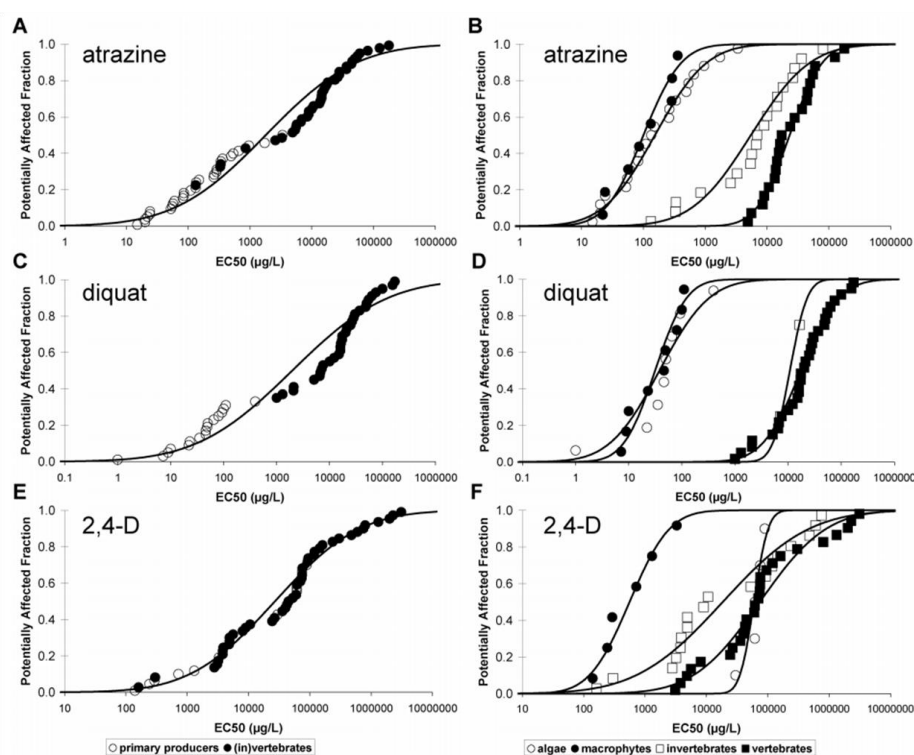 A
atrazine
Potentially Affected Fraction
1.0
0.8
0.6
0.4
0.2
0.0
1 10 100 1000 10000 100000 1000000
EC50 (µg/L)
B
atrazine
Potentially Affected Fraction
1.0
0.8
0.6
0.4
0.2
0.0
1 10 100 1000 10000 100000 1000000
EC50 (µg/L)
C
diquat
Potentially Affected Fraction
1.0
0.8
0.6
0.4
0.2
0.0
0.1 1 10 100 1000 10000 100000 1000000
EC50 (µg/L)
D
diquat
Potentially Affected Fraction
1.0
0.8
0.6
0.4
0.2
0.0
0.1 1 10 100 1000 10000 100000 1000000
EC50 (µg/L)
E
2,4-D
Potentially Affected Fraction
1.0
0.8
0.6
0.4
0.2
0.0
10 100 1000 10000 100000 1000000 10000000
EC50 (µg/L)
primary producers (in)vertebrates
F
2,4-D
Potentially Affected Fraction
1.0
0.8
0.6
0.4
0.2
0.0
10 100 1000 10000 100000 1000000 10000000
EC50 (µg/L)
algae macrophytes invertebrates vertebrates